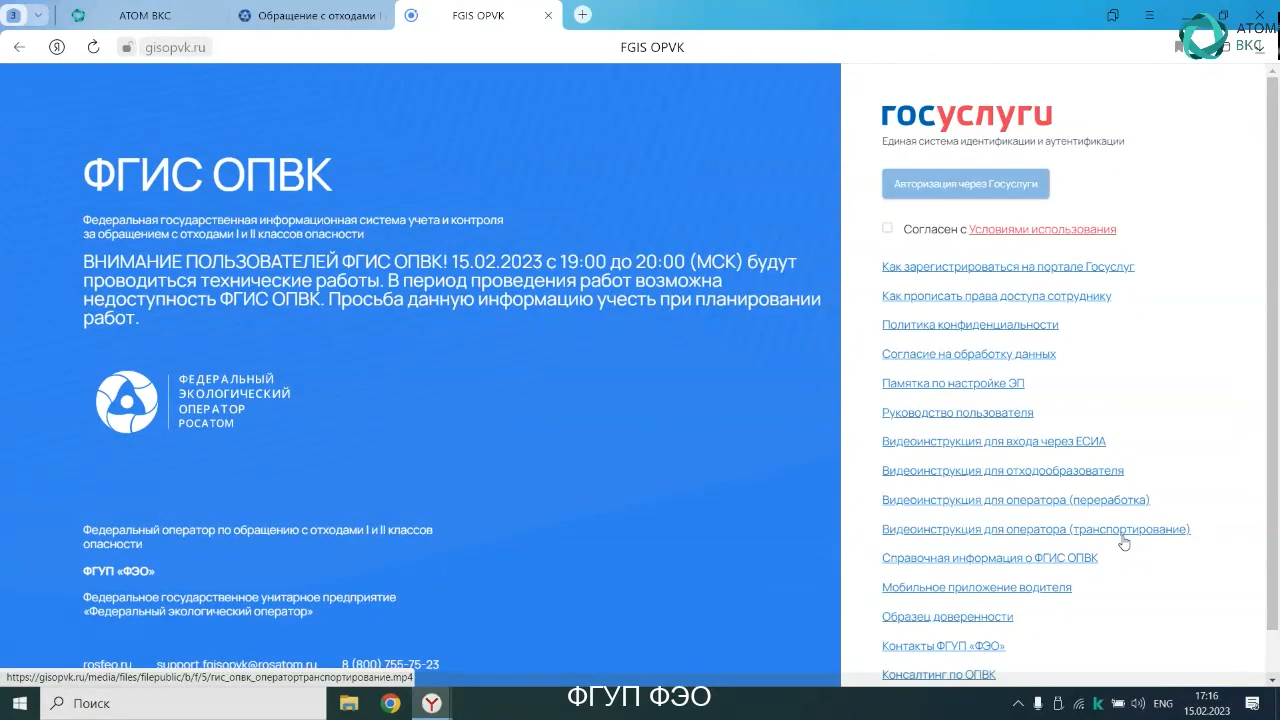 ФГИС ОПВК
ФГИС ОПВК
FGIS OPVK
gisopvk.ru
FGIS OPVK
АТОМ
ВКС
ФГИС ОПВК
Федеральная государственная информационная система учета и контроля
за обращением с отходами I и II классов опасности
ВНИМАНИЕ ПОЛЬЗОВАТЕЛЕЙ ФГИС ОПВК! 15.02.2023 с 19:00 до 20:00 (МСК) будут
проводиться технические работы. В период проведения работ возможна
недоступность ФГИС ОПВК. Просьба данную информацию учесть при планировании
работ.
ФЕДЕРАЛЬНЫЙ
ЭКОЛОГИЧЕСКИЙ
ОПЕРАТОР
РОСАТОМ
Федеральный оператор по обращению с отходами I и II классов
опасности
ФГУП «ФЭО»
Федеральное государственное унитарное предприятие
«Федеральный экологический оператор»
rosfeo.ru support.fgisopvk@rosatom.ru 8 (800) 755-75-23
госуслуги
Единая система идентификации и аутентификации
Авторизация через Госуслуги
Согласен с Условиями использования
Как зарегистрироваться на портале Госуслуг
Как прописать права доступа сотруднику
Политика конфиденциальности
Согласие на обработку данных
Памятка по настройке ЭП
Руководство пользователя
Видеоинструкция для входа через ЕСИА
Видеоинструкция для отходообразователя
Видеоинструкция для оператора (переработка)
Видеоинструкция для оператора (транспортирование)
Справочная информация о ФГИС ОПВК
Мобильное приложение водителя
Образец доверенности
Контакты ФГУП «ФЭО»
Консалтинг по ОПВК
https://gisopvk.ru/media/files/filepublic/b/f/5/гис_опвк_оператортранспортирование.mp4
Поиск
ФГУП ФЭО
ENG
17:16
15.02.2023